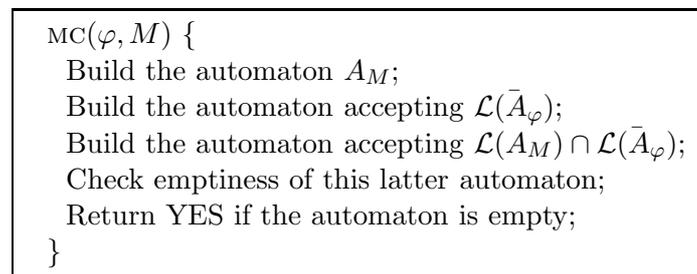 MC(φ, M) {
Build the automaton A_M;
Build the automaton accepting 𝓛(Ā_φ);
Build the automaton accepting 𝓛(A_M) ∩ 𝓛(Ā_φ);
Check emptiness of this latter automaton;
Return YES if the automaton is empty;
}